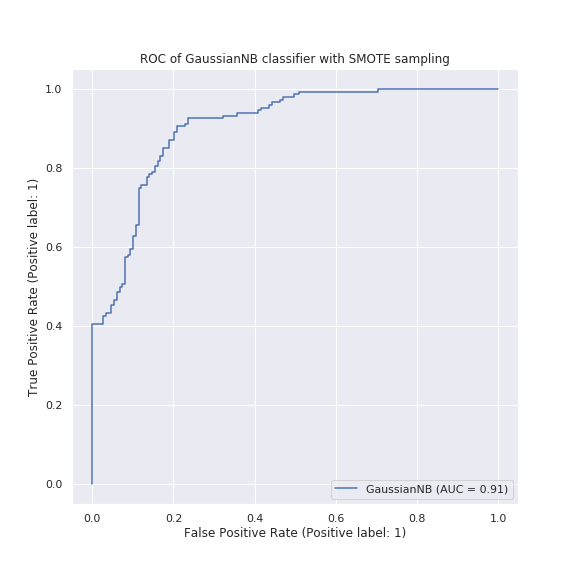 ROC of GaussianNB classifier with SMOTE sampling
True Positive Rate (Positive label: 1)
1.0
0.8
0.6
0.4
0.2
0.0
GaussianNB (AUC = 0.91)
0.0 0.2 0.4 0.6 0.8 1.0
False Positive Rate (Positive label: 1)